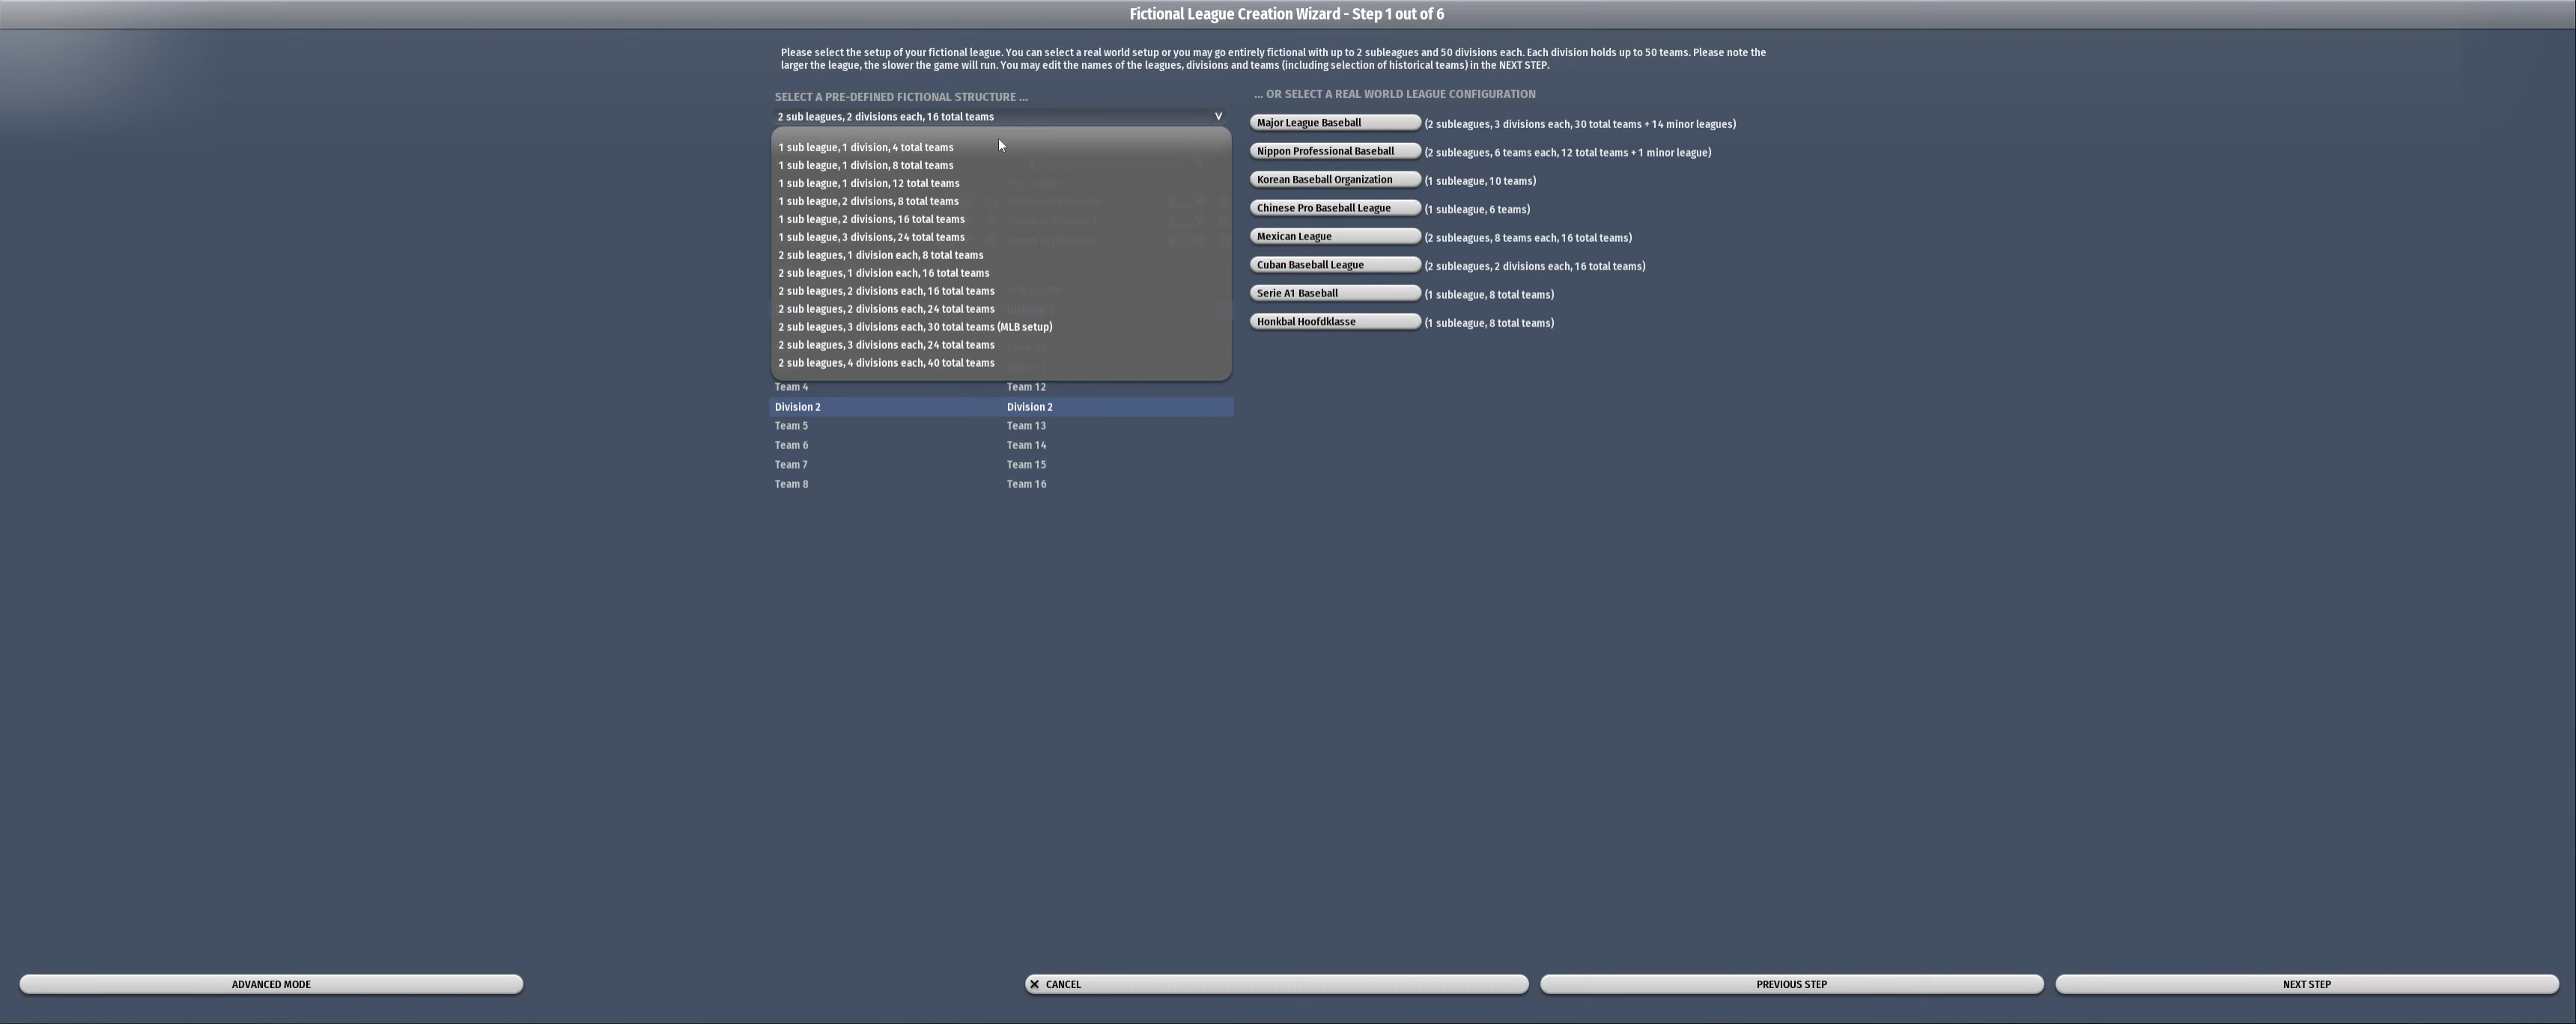 Fictional League Creation Wizard - Step 1 out of 6
Please select the setup of your fictional league. You can select a real world setup or you may go entirely fictional with up to 2 subleagues and 50 divisions each. Each division holds up to 50 teams. Please note the
larger the league, the slower the game will run. You may edit the names of the leagues, divisions and teams (including selection of historical teams) in the NEXT STEP.
SELECT A PRE-DEFINED FICTIONAL STRUCTURE ...
2 sub leagues, 2 divisions each, 16 total teams
1 sub league, 1 division, 4 total teams
1 sub league, 1 division, 8 total teams
1 sub league, 1 division, 12 total teams
1 sub league, 2 divisions, 8 total teams
1 sub league, 2 divisions, 16 total teams
1 sub league, 3 divisions, 24 total teams
2 sub leagues, 1 division each, 8 total teams
2 sub leagues, 1 division each, 16 total teams
2 sub leagues, 2 divisions each, 16 total teams
2 sub leagues, 2 divisions each, 24 total teams
2 sub leagues, 3 divisions each, 30 total teams (MLB setup)
2 sub leagues, 3 divisions each, 24 total teams
2 sub leagues, 4 divisions each, 40 total teams
Team 4 Team 12
Division 2 Division 2
Team 5 Team 13
Team 6 Team 14
Team 7 Team 15
Team 8 Team 16
... OR SELECT A REAL WORLD LEAGUE CONFIGURATION
Major League Baseball (2 subleagues, 3 divisions each, 30 total teams + 14 minor leagues)
Nippon Professional Baseball (2 subleagues, 6 teams each, 12 total teams + 1 minor league)
Korean Baseball Organization (1 subleague, 10 teams)
Chinese Pro Baseball League (1 subleague, 6 teams)
Mexican League (2 subleagues, 8 teams each, 16 total teams)
Cuban Baseball League (2 subleagues, 2 divisions each, 16 total teams)
Serie A1 Baseball (1 subleague, 8 total teams)
Honkbal Hoofdklasse (1 subleague, 8 total teams)
ADVANCED MODE
CANCEL
PREVIOUS STEP
NEXT STEP